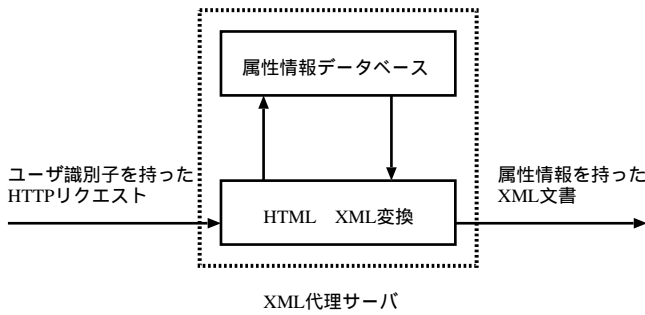 属性情報データベース
ユーザ識別子を持った
HTTPリクエスト
HTML　XML変換
属性情報を持った
XML文書
XML代理サーバ